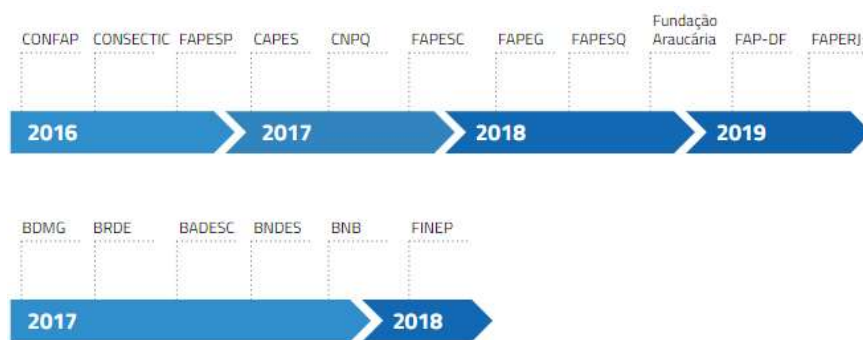 CONFAP CONSECTIC FAPESP CAPES CNPQ FAPESC FAPEG FAPESQ Fundação Araucária FAP-DF FAPERJ
2016 2017 2018 2019
BDMG BRDE BADESC BNDES BNB FINEP
2017 2018